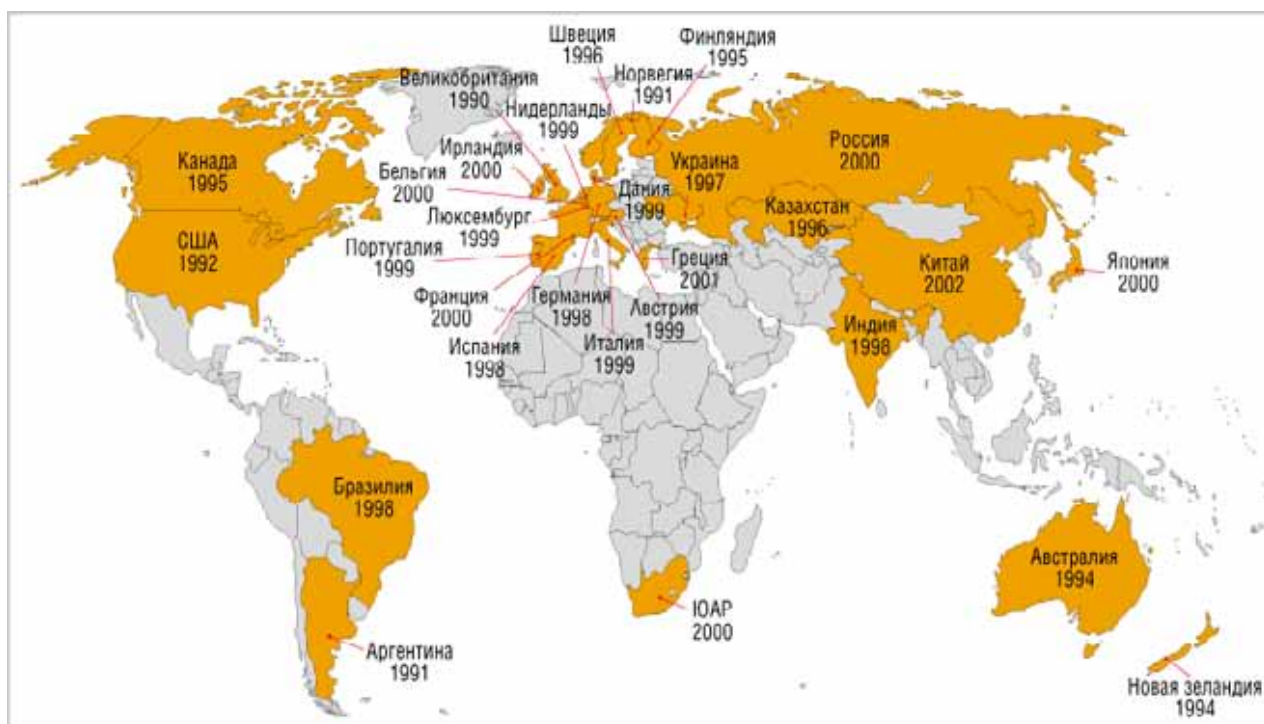 Швеция
1996
Финляндия
1995
Великобритания
1990
Норвегия
1991
Нидерланды
1999
Ирландия
2000
Бельгия
2000
Люксембург
1999
Португалия
1999
Франция
2000
Испания
1998
Германия
1998
Италия
1999
Австрия
1999
Греция
2001
Дания
1999
Украина
1997
Россия
2000
Казахстан
1996
Китай
2002
Япония
2000
Индия
1998
Канада
1995
США
1992
Бразилия
1998
Аргентина
1991
ЮАР
2000
Австралия
1994
Новая зеландия
1994